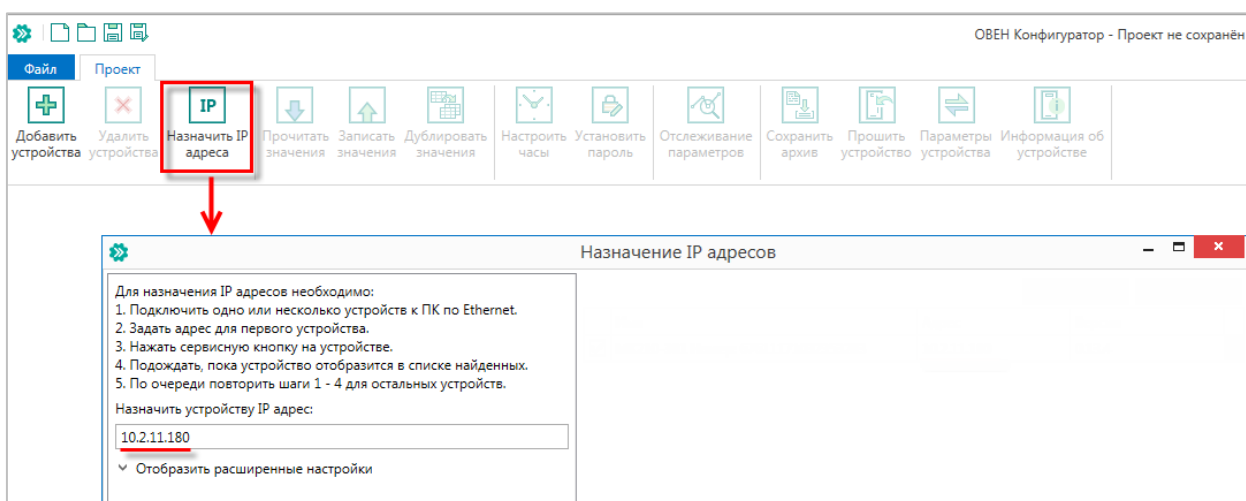 ОВЕН Конфигуратор - Проект не сохранён
Файл Проект
IP
Добавить устройства
Удалить устройства
Назначить IP адреса
Прочитать значения
Записать значения
Дублировать значения
Настроить часы
Установить пароль
Отслеживание параметров
Сохранить архив
Прошить устройство
Параметры устройства
Информация об устройстве
Назначение IP адресов
Для назначения IP адресов необходимо:
1. Подключить одно или несколько устройств к ПК по Ethernet.
2. Задать адрес для первого устройства.
3. Нажать сервисную кнопку на устройстве.
4. Подождать, пока устройство отобразится в списке найденных.
5. По очереди повторить шаги 1 - 4 для остальных устройств.
Назначить устройству IP адрес:
10.2.11.180
Отобразить расширенные настройки